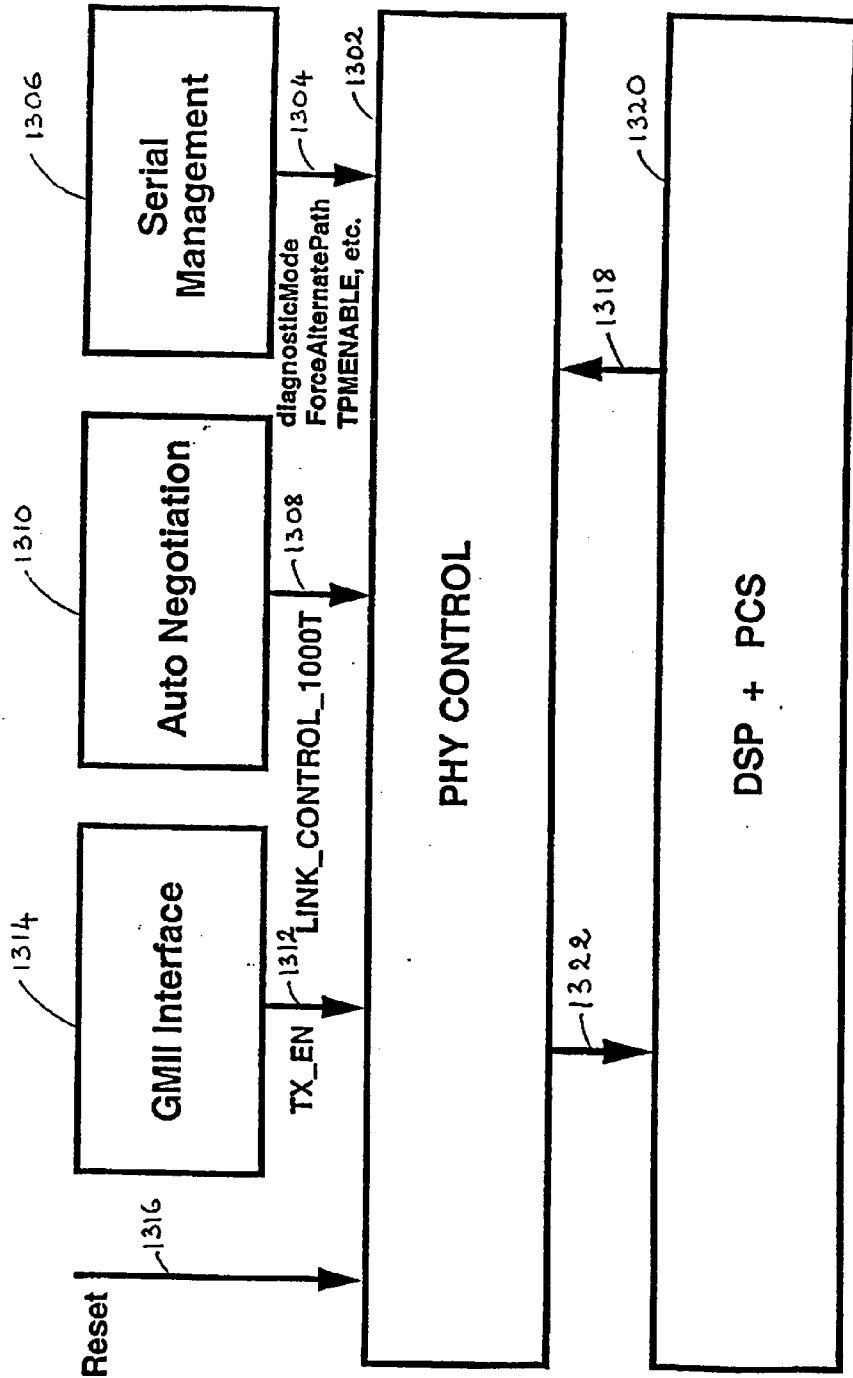 Reset
1316
1314
GMII Interface
TX_EN
1312
1310
Auto Negotiation
LINK_CONTROL_1000T
1308
1306
Serial
Management
diagnosticMode
ForceAlternatePath
TPMENABLE, etc.
1304
1302
PHY CONTROL
1322
1318
1320
DSP + PCS